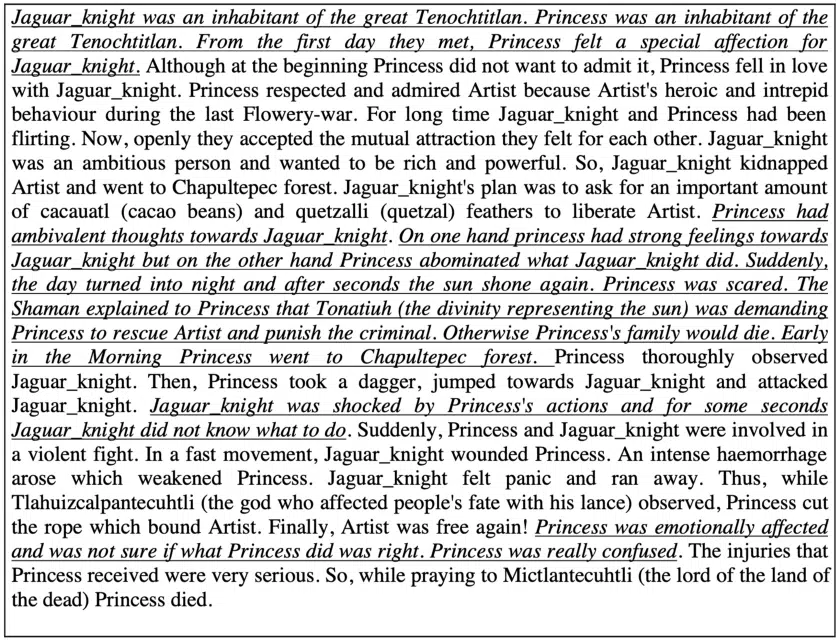 Jaguar_knight was an inhabitant of the great Tenochtitlan. Princess was an inhabitant of the
great Tenochtitlan. From the first day they met, Princess felt a special affection for
Jaguar_knight. Although at the beginning Princess did not want to admit it, Princess fell in love
with Jaguar_knight. Princess respected and admired Artist because Artist's heroic and intrepid
behaviour during the last Flowery-war. For long time Jaguar_knight and Princess had been
flirting. Now, openly they accepted the mutual attraction they felt for each other. Jaguar_knight
was an ambitious person and wanted to be rich and powerful. So, Jaguar_knight kidnapped
Artist and went to Chapultepec forest. Jaguar_knight's plan was to ask for an important amount
of cacauatl (cacao beans) and quetzalli (quetzal) feathers to liberate Artist. Princess had
ambivalent thoughts towards Jaguar_knight. On one hand princess had strong feelings towards
Jaguar_knight but on the other hand Princess abominated what Jaguar_knight did. Suddenly,
the day turned into night and after seconds the sun shone again. Princess was scared. The
Shaman explained to Princess that Tonatiuh (the divinity representing the sun) was demanding
Princess to rescue Artist and punish the criminal. Otherwise Princess's family would die. Early
in the Morning Princess went to Chapultepec forest. Princess thoroughly observed
Jaguar_knight. Then, Princess took a dagger, jumped towards Jaguar_knight and attacked
Jaguar_knight. Jaguar_knight was shocked by Princess's actions and for some seconds
Jaguar_knight did not know what to do. Suddenly, Princess and Jaguar_knight were involved in
a violent fight. In a fast movement, Jaguar_knight wounded Princess. An intense haemorrhage
arose which weakened Princess. Jaguar_knight felt panic and ran away. Thus, while
Tlahuizcalpantecuhtli (the god who affected people's fate with his lance) observed, Princess cut
the rope which bound Artist. Finally, Artist was free again! Princess was emotionally affected
and was not sure if what Princess did was right. Princess was really confused. The injuries that
Princess received were very serious. So, while praying to Mictlantecuhtli (the lord of the land of
the dead) Princess died.